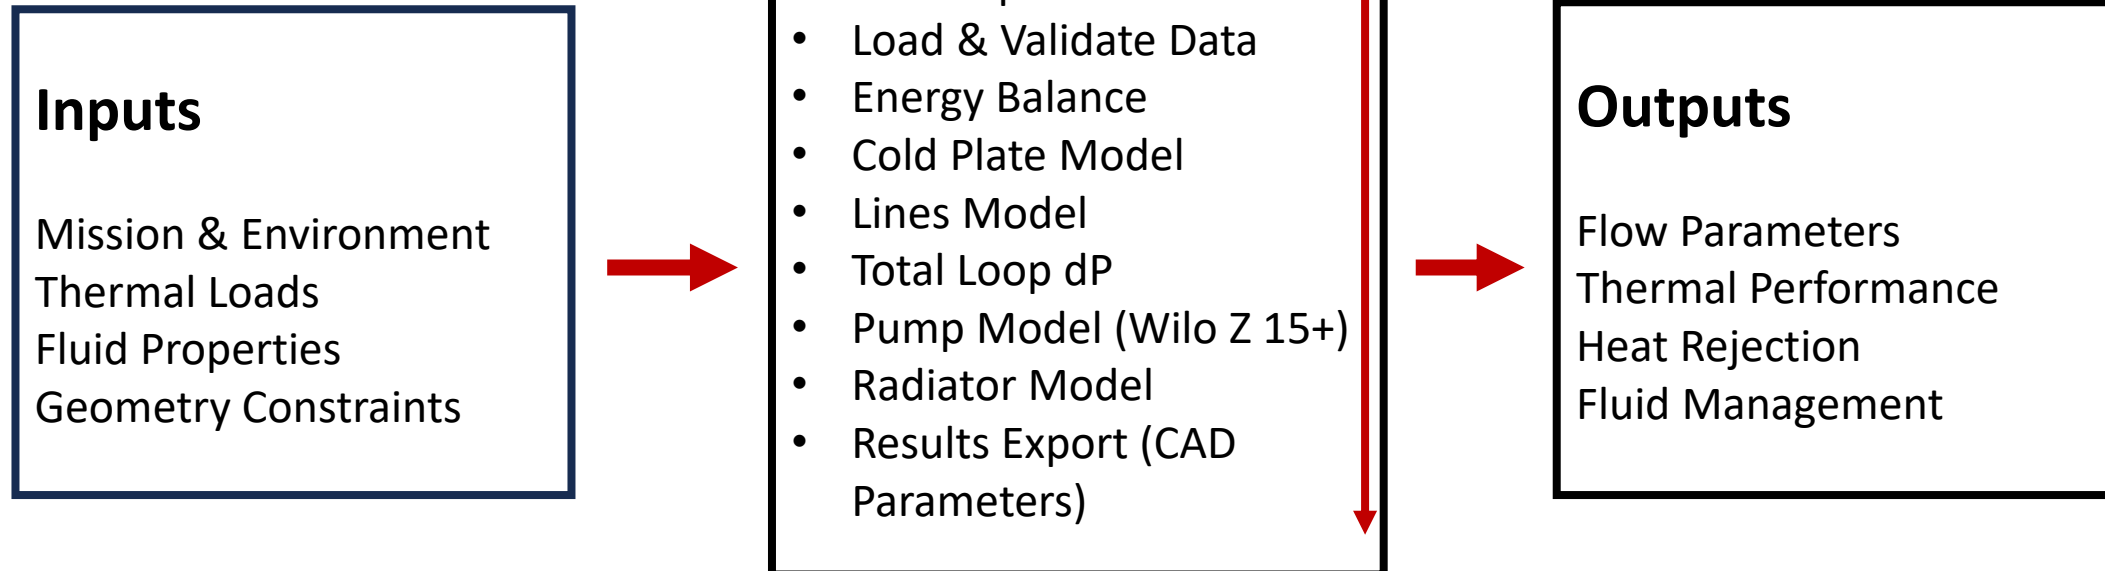 Inputs
Mission & Environment
Thermal Loads
Fluid Properties
Geometry Constraints
• Load & Validate Data
• Energy Balance
• Cold Plate Model
• Lines Model
• Total Loop dP
• Pump Model (Wilo Z 15+)
• Radiator Model
• Results Export (CAD
Parameters)
Outputs
Flow Parameters
Thermal Performance
Heat Rejection
Fluid Management